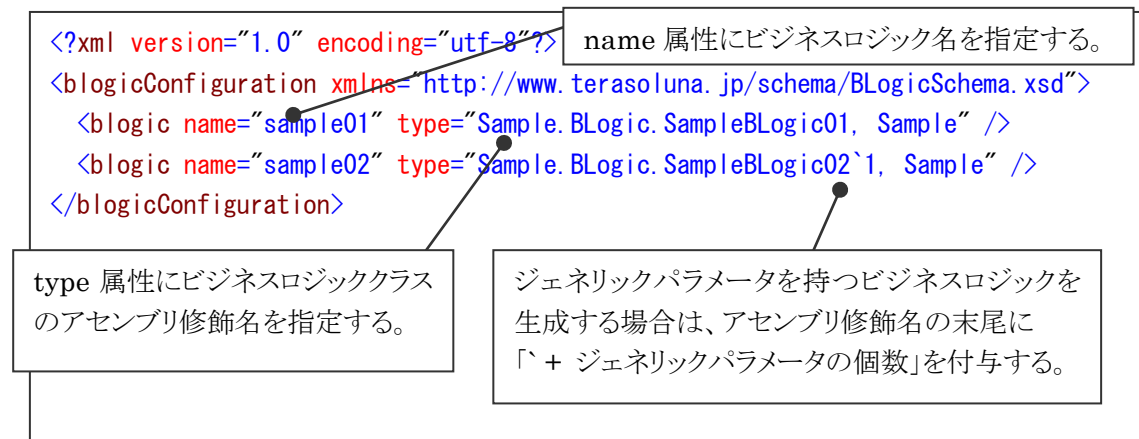 <?xml version="1.0" encoding="utf-8"?>
name 属性にビジネスロジック名を指定する。
<blogicConfiguration xmlns="http://www.terasoluna.jp/schema/BLogicSchema.xsd">
<blogic name="sample01" type="Sample.BLogic.SampleBLogic01, Sample" />
<blogic name="sample02" type="Sample.BLogic.SampleBLogic02`1, Sample" />
</blogicConfiguration>
type 属性にビジネスロジッククラス
のアセンブリ修飾名を指定する。
ジェネリックパラメータを持つビジネスロジックを
生成する場合は、アセンブリ修飾名の末尾に
「`+ ジェネリックパラメータの個数」を付与する。